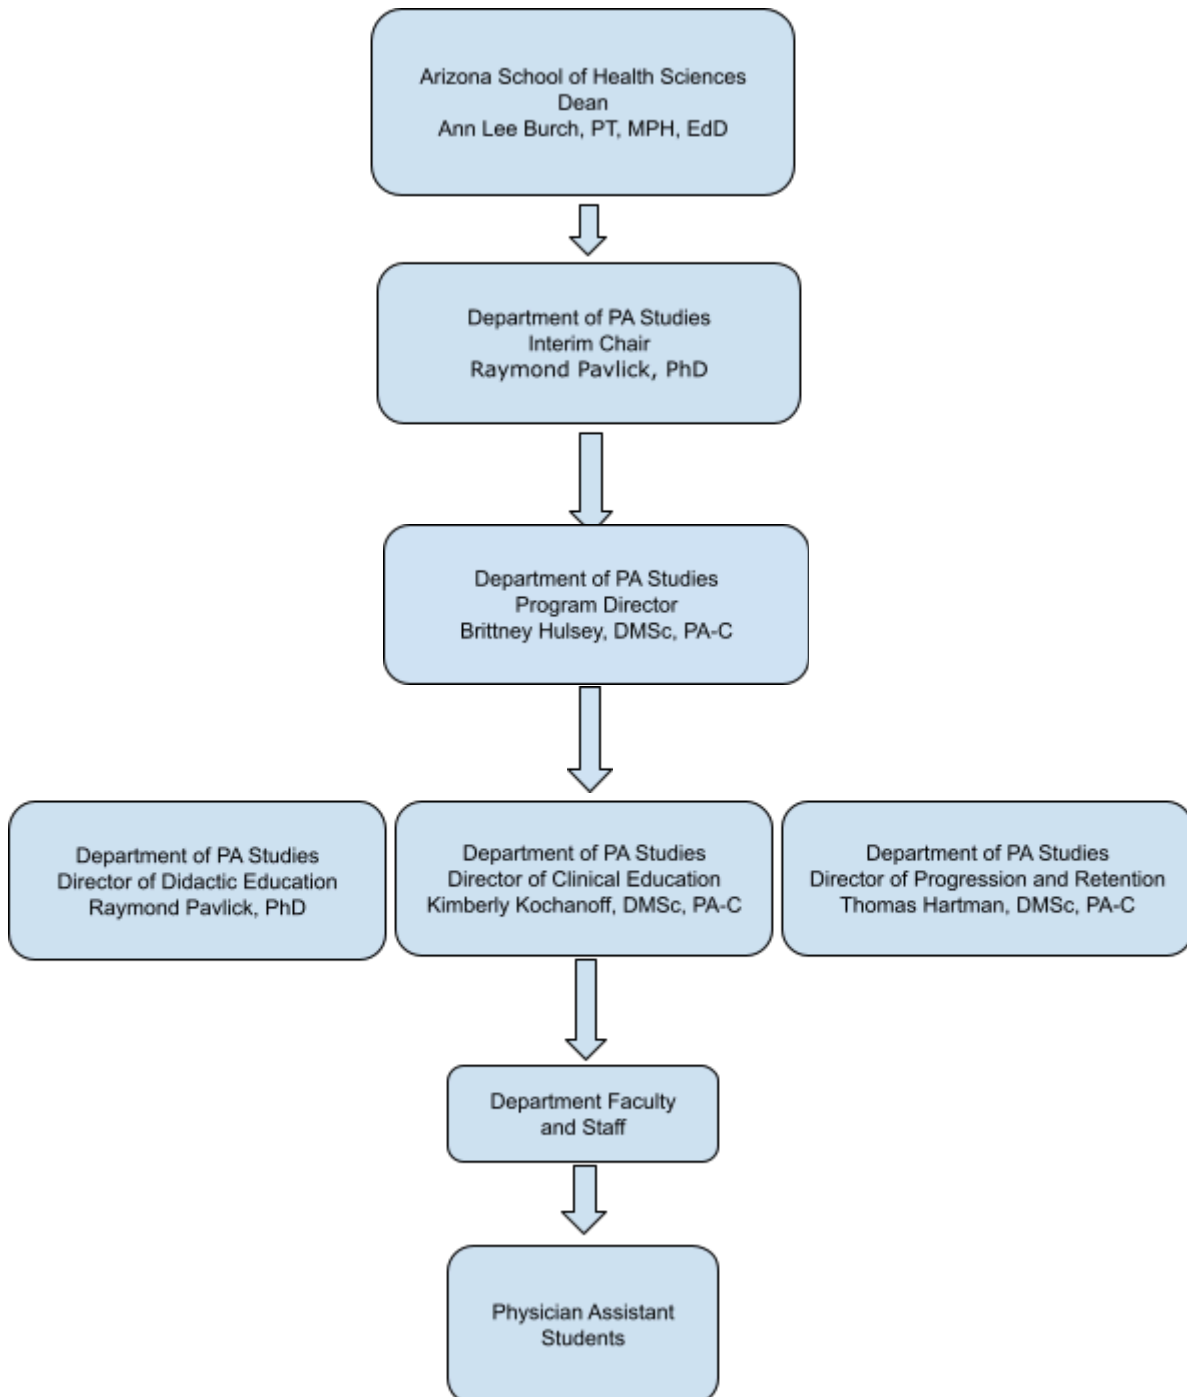 Arizona School of Health Sciences
Dean
Ann Lee Burch, PT, MPH, EdD
Department of PA Studies
Interim Chair
Raymond Pavlick, PhD
Department of PA Studies
Program Director
Brittney Hulsey, DMSc, PA-C
Department of PA Studies
Director of Didactic Education
Raymond Pavlick, PhD
Department of PA Studies
Director of Clinical Education
Kimberly Kochanoff, DMSc, PA-C
Department of PA Studies
Director of Progression and Retention
Thomas Hartman, DMSc, PA-C
Department Faculty
and Staff
Physician Assistant
Students